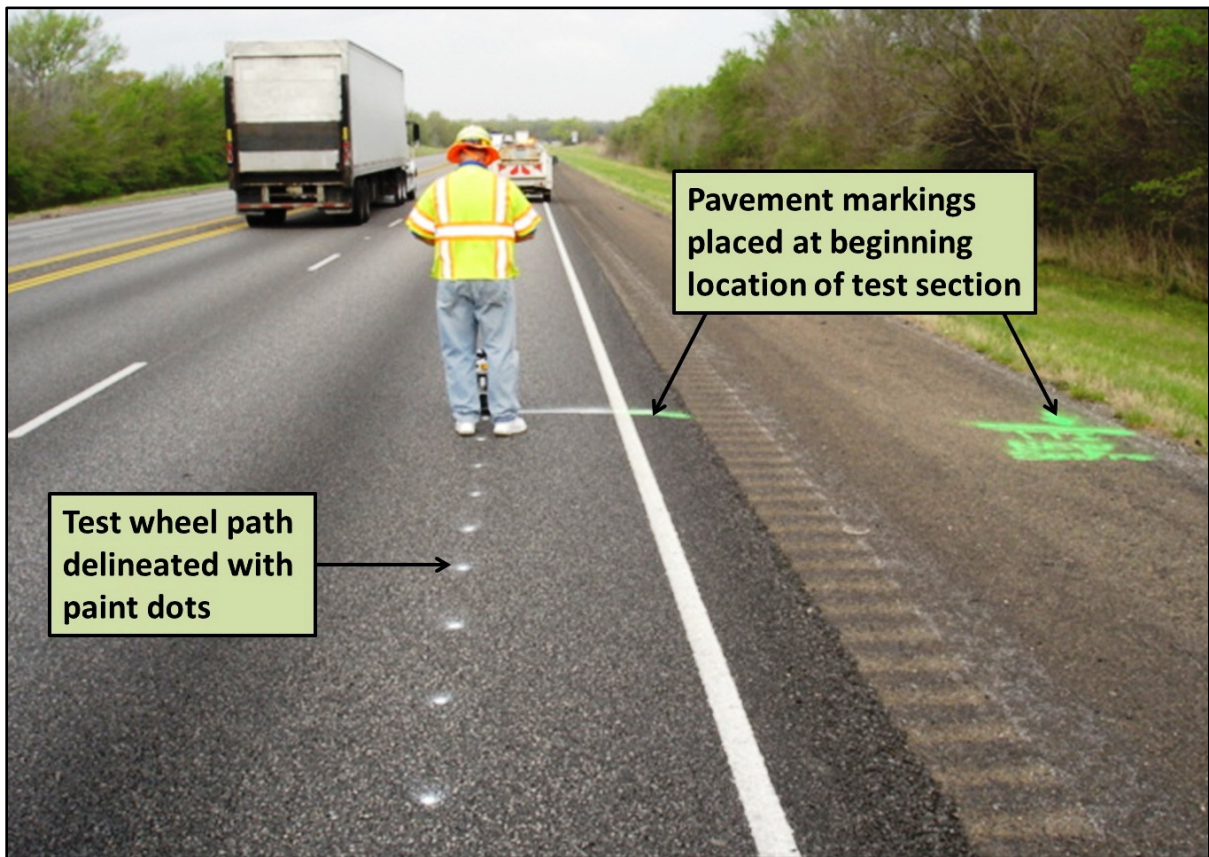 Pavement markings
placed at beginning
location of test section
Test wheel path
delineated with
paint dots